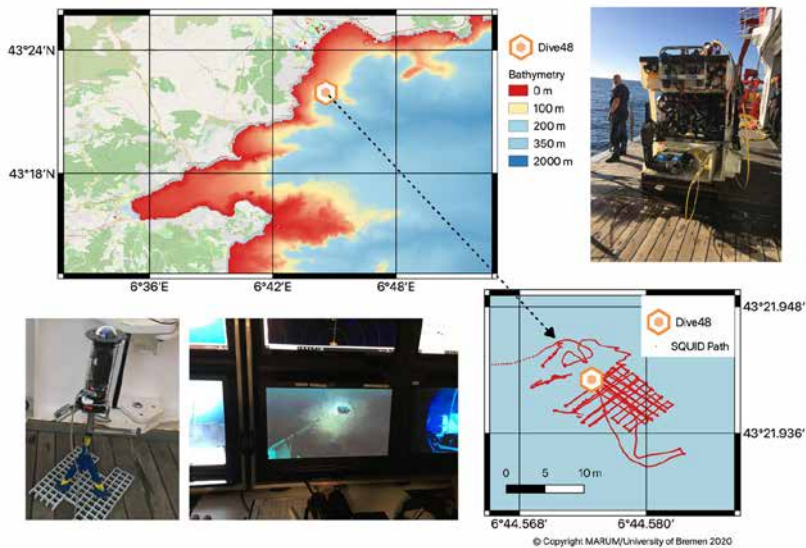 43°24'N
43°18'N
6°36'E
6°42'E
6°48'E
Dive48
Bathymetry
0 m
100 m
200 m
350 m
2000 m
43°21.948'
43°21.936'
Dive48
SQUID Path
0 5 10 m
6°44.568'
6°44.580'
© Copyright MARUM/University of Bremen 2020